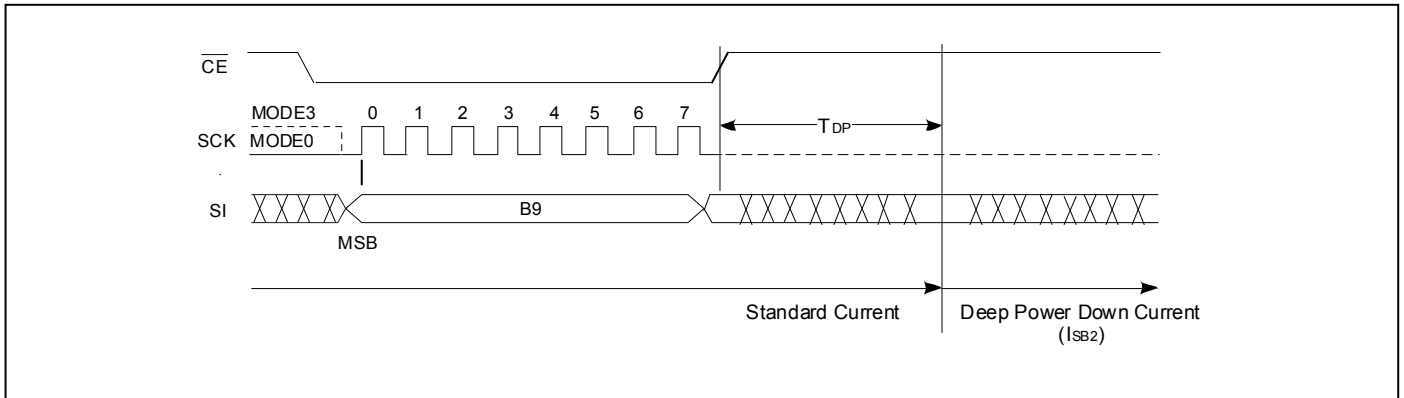 CE
MODE3 0 1 2 3 4 5 6 7
TDP
SCK MODE0
SI B9
MSB
Standard Current Deep Power Down Current
(ISB2)